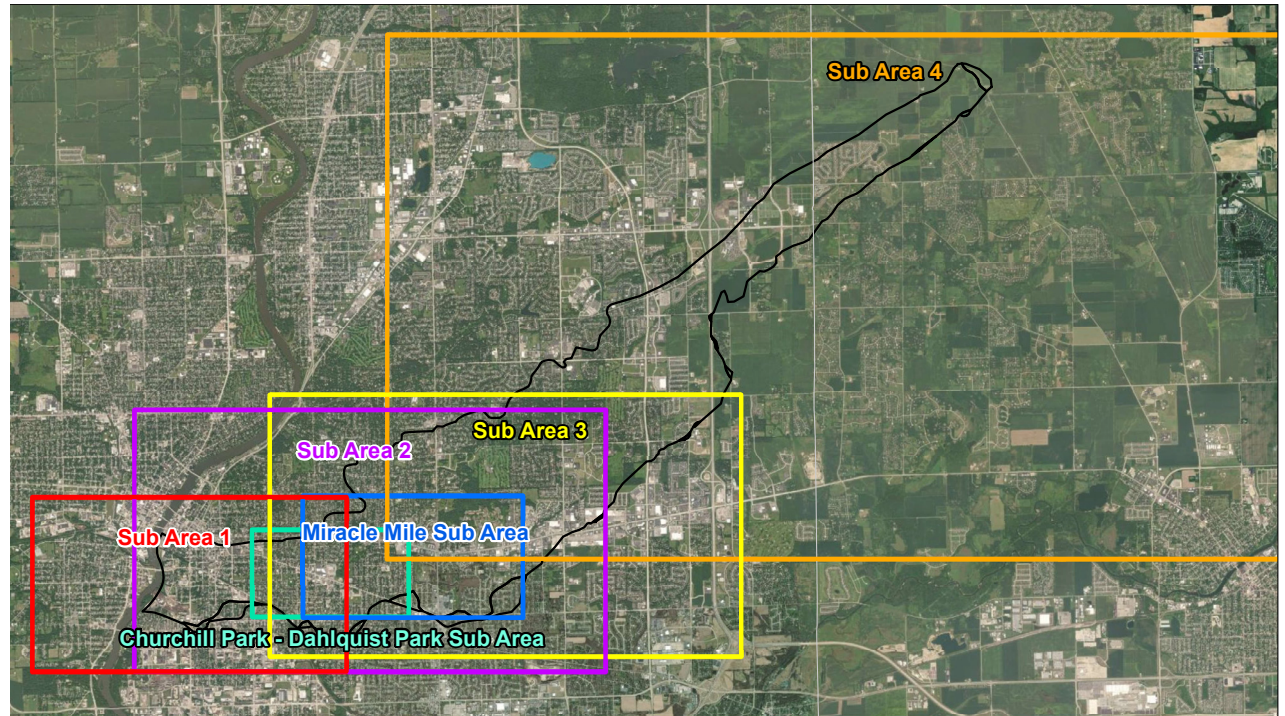 Sub Area 4
Sub Area 3
Sub Area 2
Miracle Mile Sub Area
Sub Area 1
Churchill Park - Dahlquist Park Sub Area